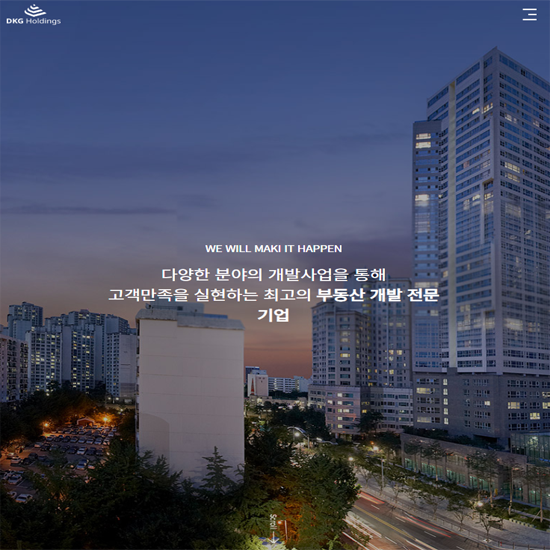 DKG Holdings
WE WILL MAKI IT HAPPEN
다양한 분야의 개발사업을 통해
고객만족을 실현하는 최고의 부동산 개발 전문
기업
Scroll